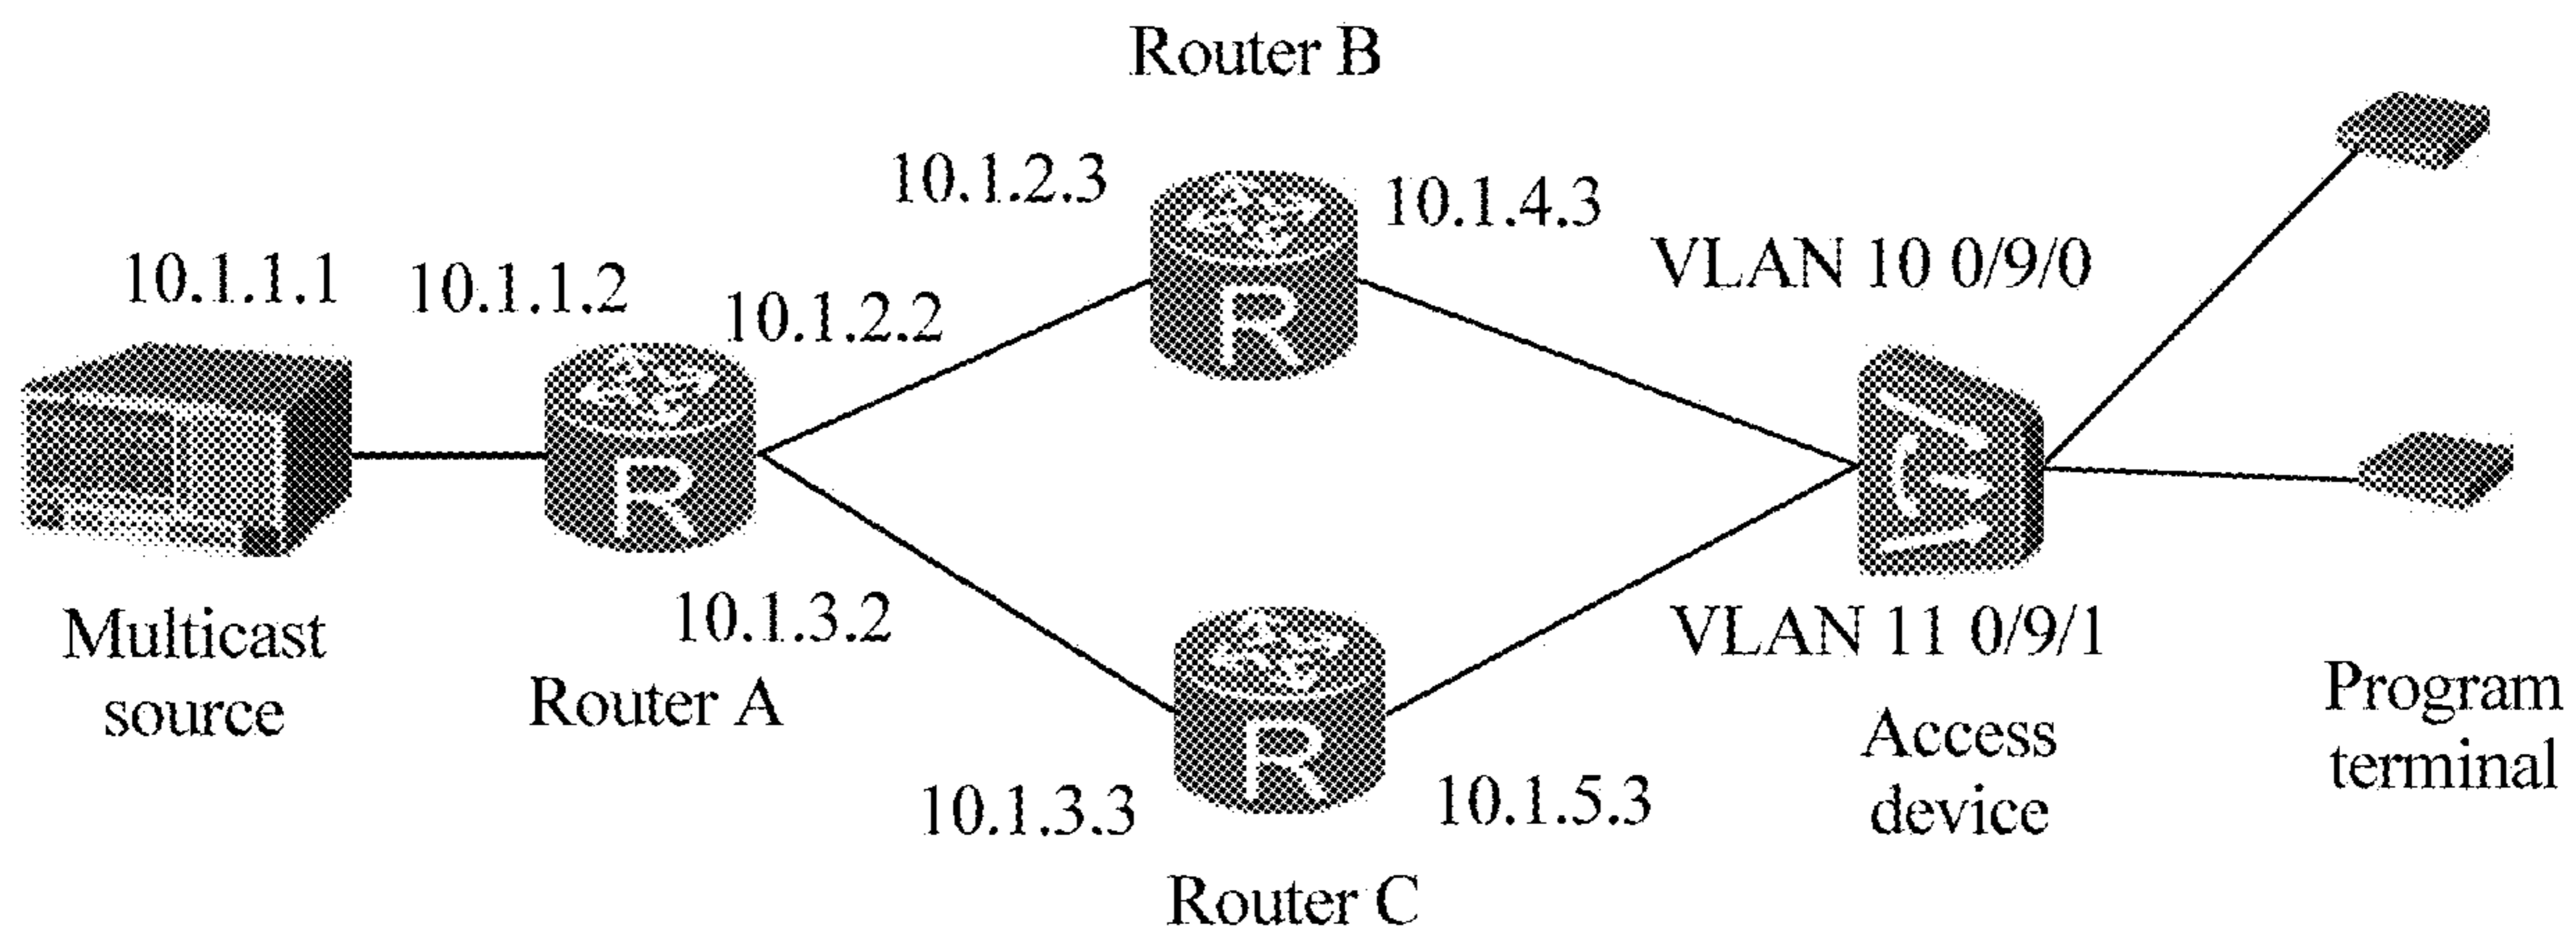 Router B
10.1.2.3
10.1.4.3
VLAN 10 0/9/0
10.1.1.1
10.1.1.2
10.1.2.2
R
R
10.1.3.2
VLAN 11 0/9/1
Multicast
source
Router A
R
Program
terminal
Access
device
10.1.3.3
10.1.5.3
Router C